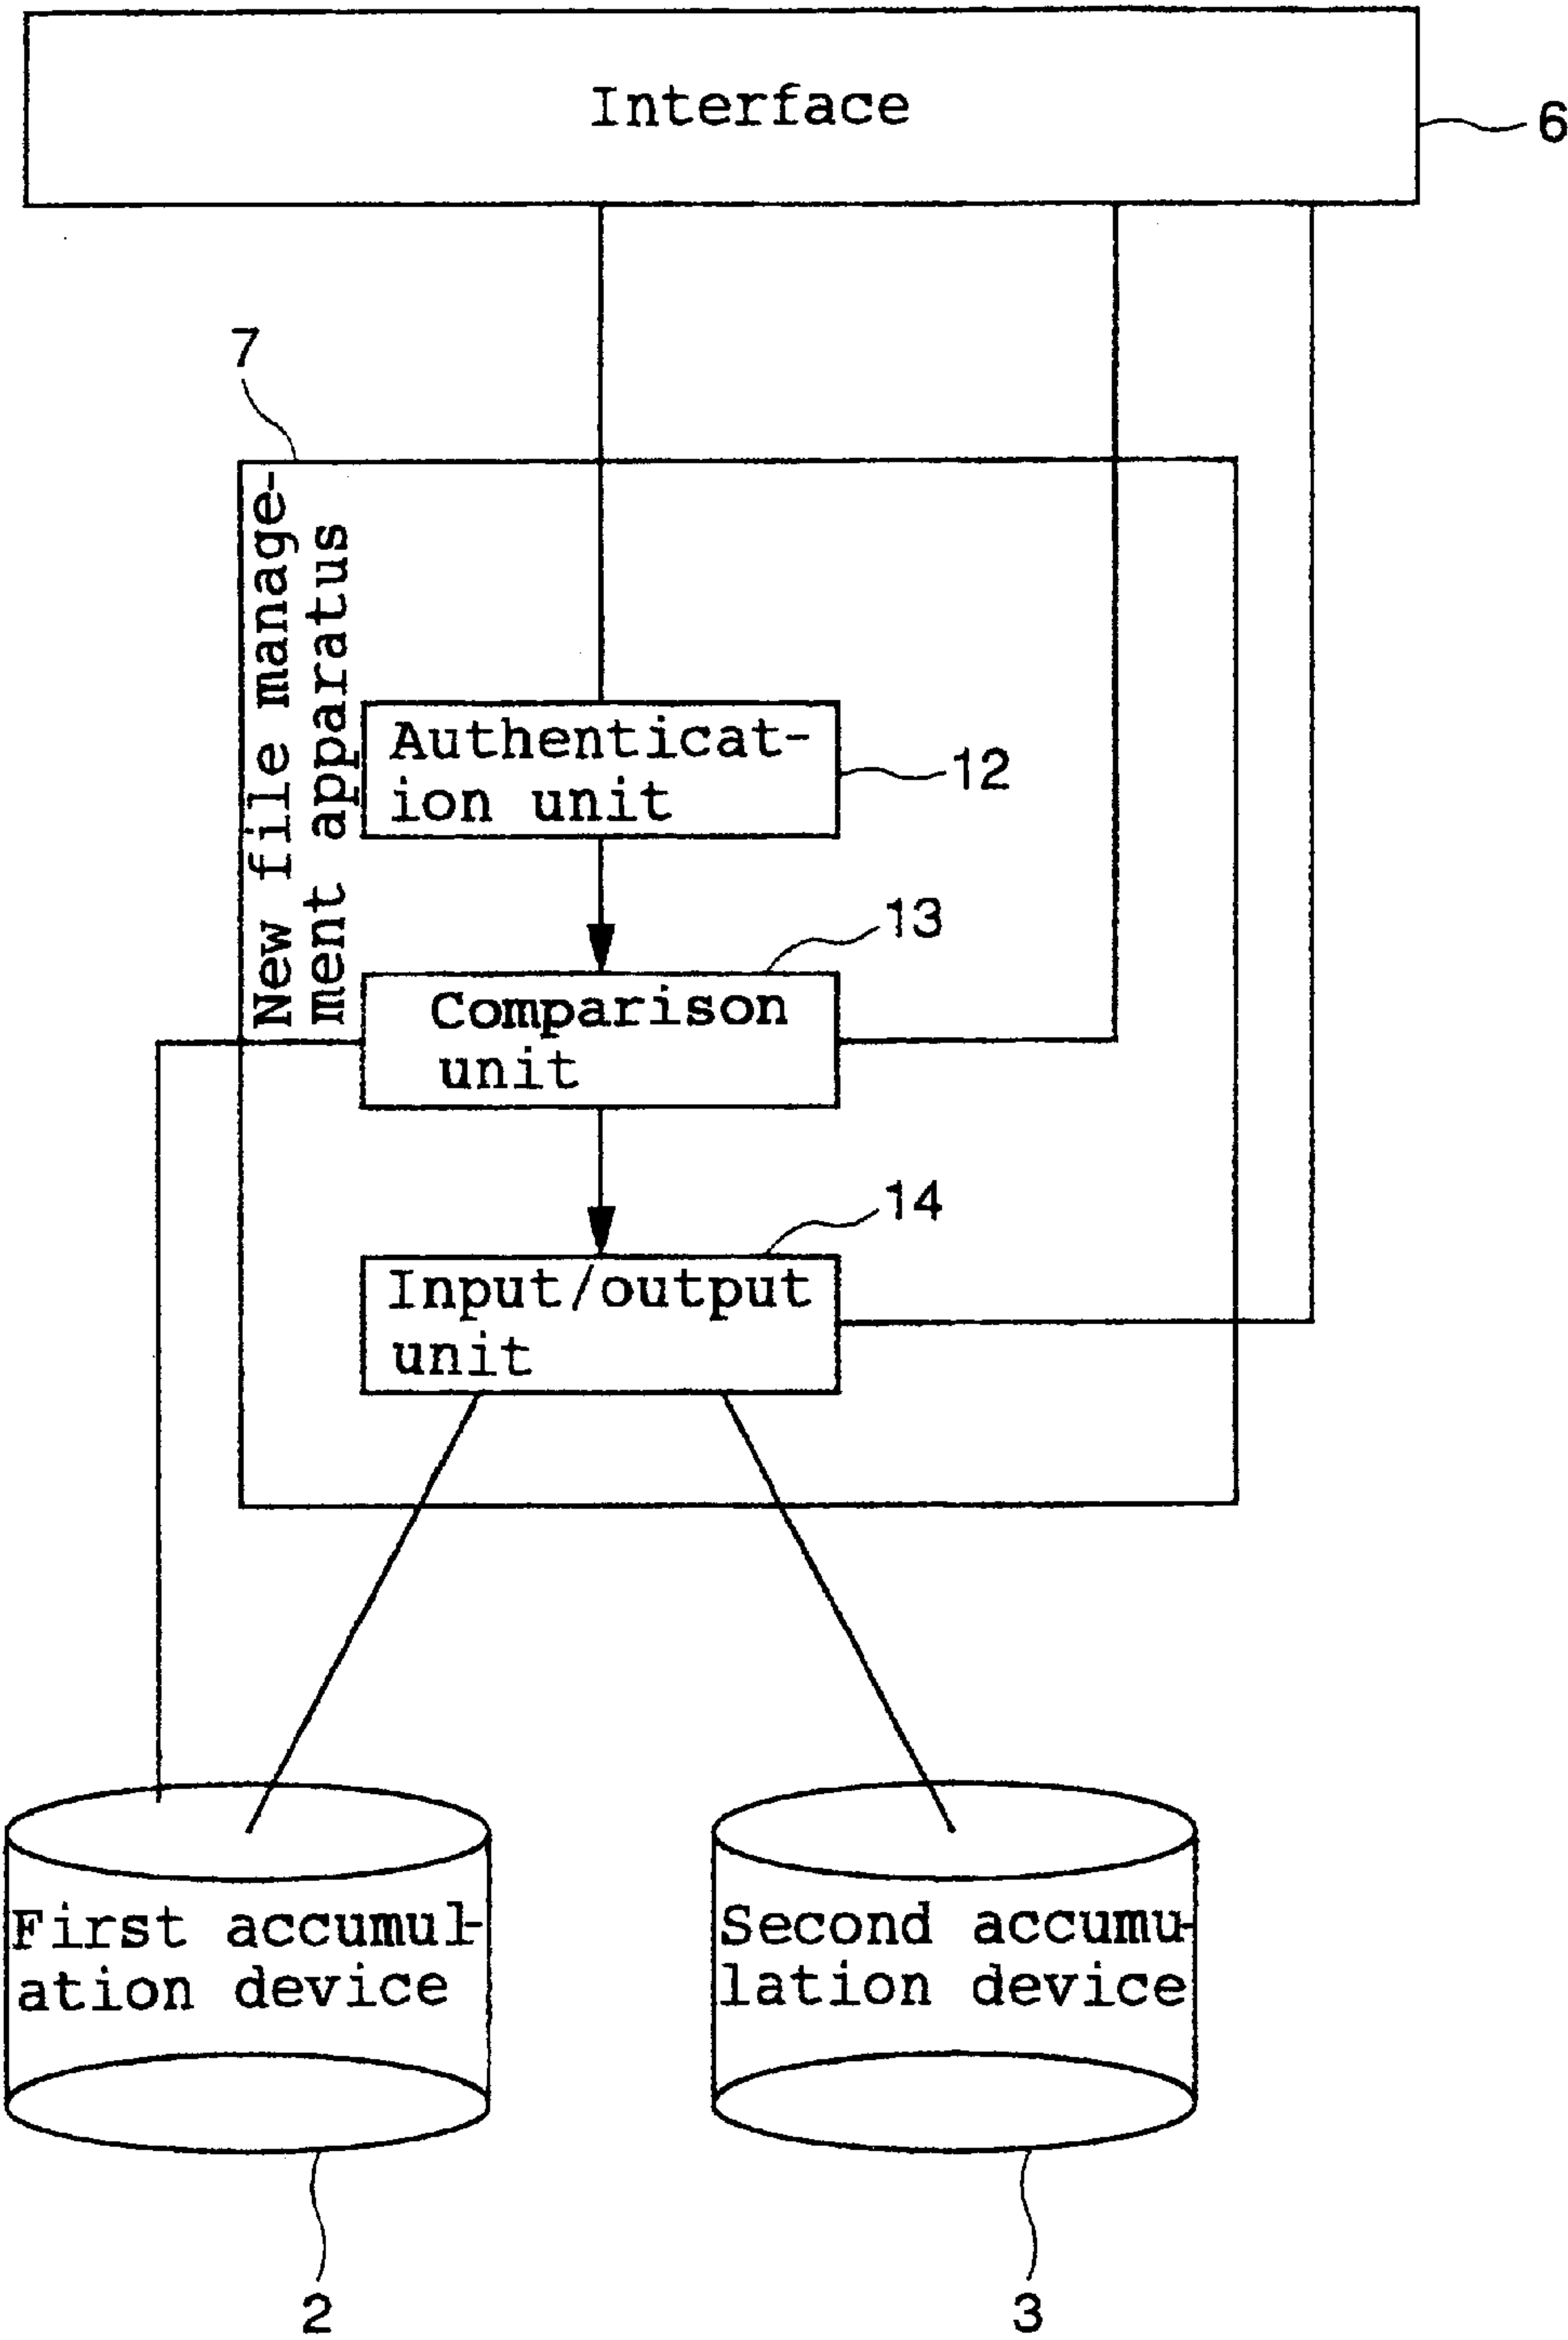 Interface
6
7
New file manage-
ment apparatus
Authenticat-
ion unit
12
13
Comparison
unit
14
Input/output
unit
First accumul-
ation device
Second accumu-
lation device
2
3